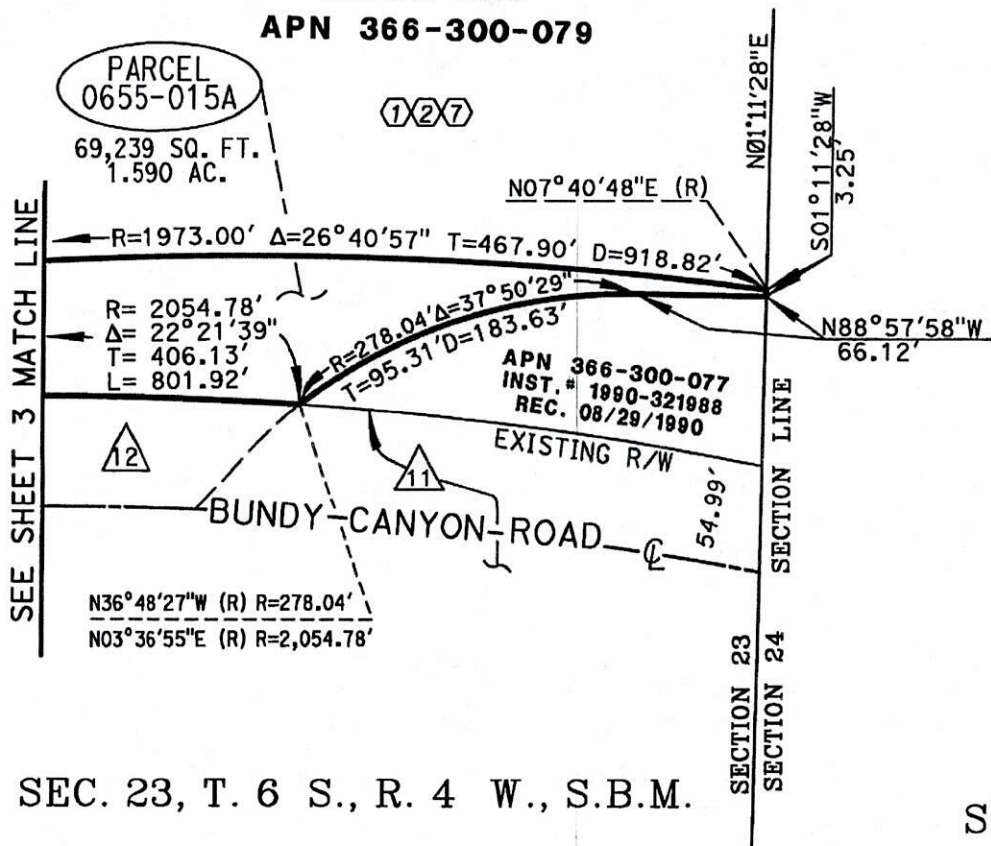 APN 366-300-079
PARCEL
0655-015A
1 2 7
69,239 SQ. FT.
1.590 AC.
N01°11'28"E
S01°11'28"W
3.25'
N07°40'48"E (R)
SEE SHEET 3 MATCH LINE
R=1973.00' Δ=26°40'57" T=467.90' D=918.82'
R= 2054.78'
Δ= 22°21'39"
T= 406.13'
L= 801.92'
R=278.04' Δ=37°50'29"
T=95.31' D=183.63'
N88°57'58"W
66.12'
APN 366-300-077
INST.# 1990-321988
REC. 08/29/1990
EXISTING R/W
12
11
54.99'
SECTION LINE
BUNDY CANYON ROAD ℄
N36°48'27"W (R) R=278.04'
N03°36'55"E (R) R=2,054.78'
SECTION 23
SECTION 24
SEC. 23, T. 6 S., R. 4 W., S.B.M.
S